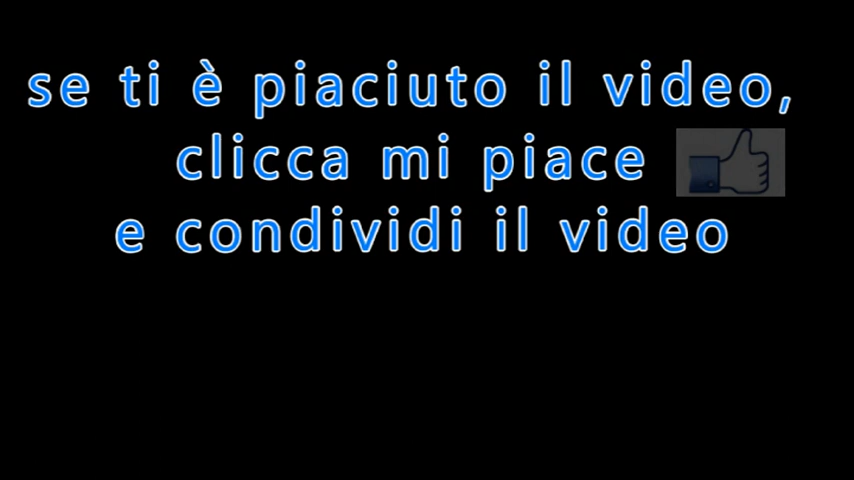 se ti è piaciuto il video,
clicca mi piace
e condividi il video